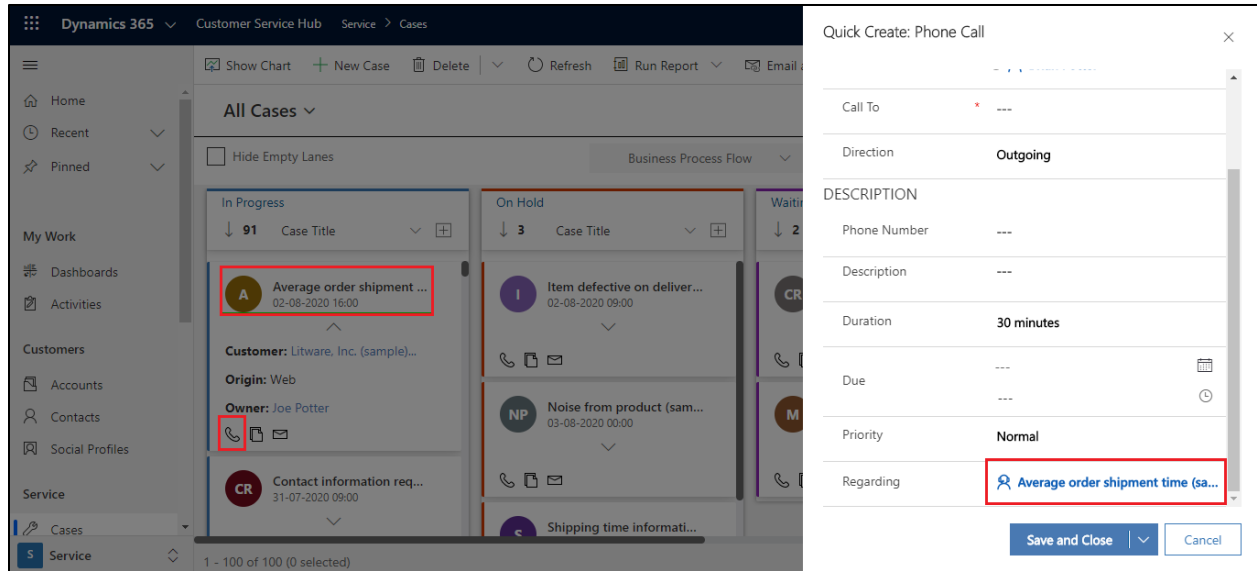 Dynamics 365
Customer Service Hub Service > Cases
Show Chart New Case Delete Refresh Run Report Email
Home
Recent
Pinned
My Work
Dashboards
Activities
Customers
Accounts
Contacts
Social Profiles
Service
Cases
S Service
All Cases
Hide Empty Lanes
Business Process Flow
In Progress
91 Case Title
A
Average order shipment ...
02-08-2020 16:00
Customer: Litware, Inc. (sample)...
Origin: Web
Owner: Joe Potter
CR
Contact information req...
31-07-2020 09:00
On Hold
3 Case Title
I
Item defective on deliver...
02-08-2020 09:00
NP
Noise from product (sam...
03-08-2020 00:00
S
Shipping time informati...
2
CR
M
1 - 100 of 100 (0 selected)
Quick Create: Phone Call
Call To * ---
Direction Outgoing
DESCRIPTION
Phone Number ---
Description ---
Duration 30 minutes
Due ---
---
Priority Normal
Regarding Average order shipment time (sa...
Save and Close Cancel